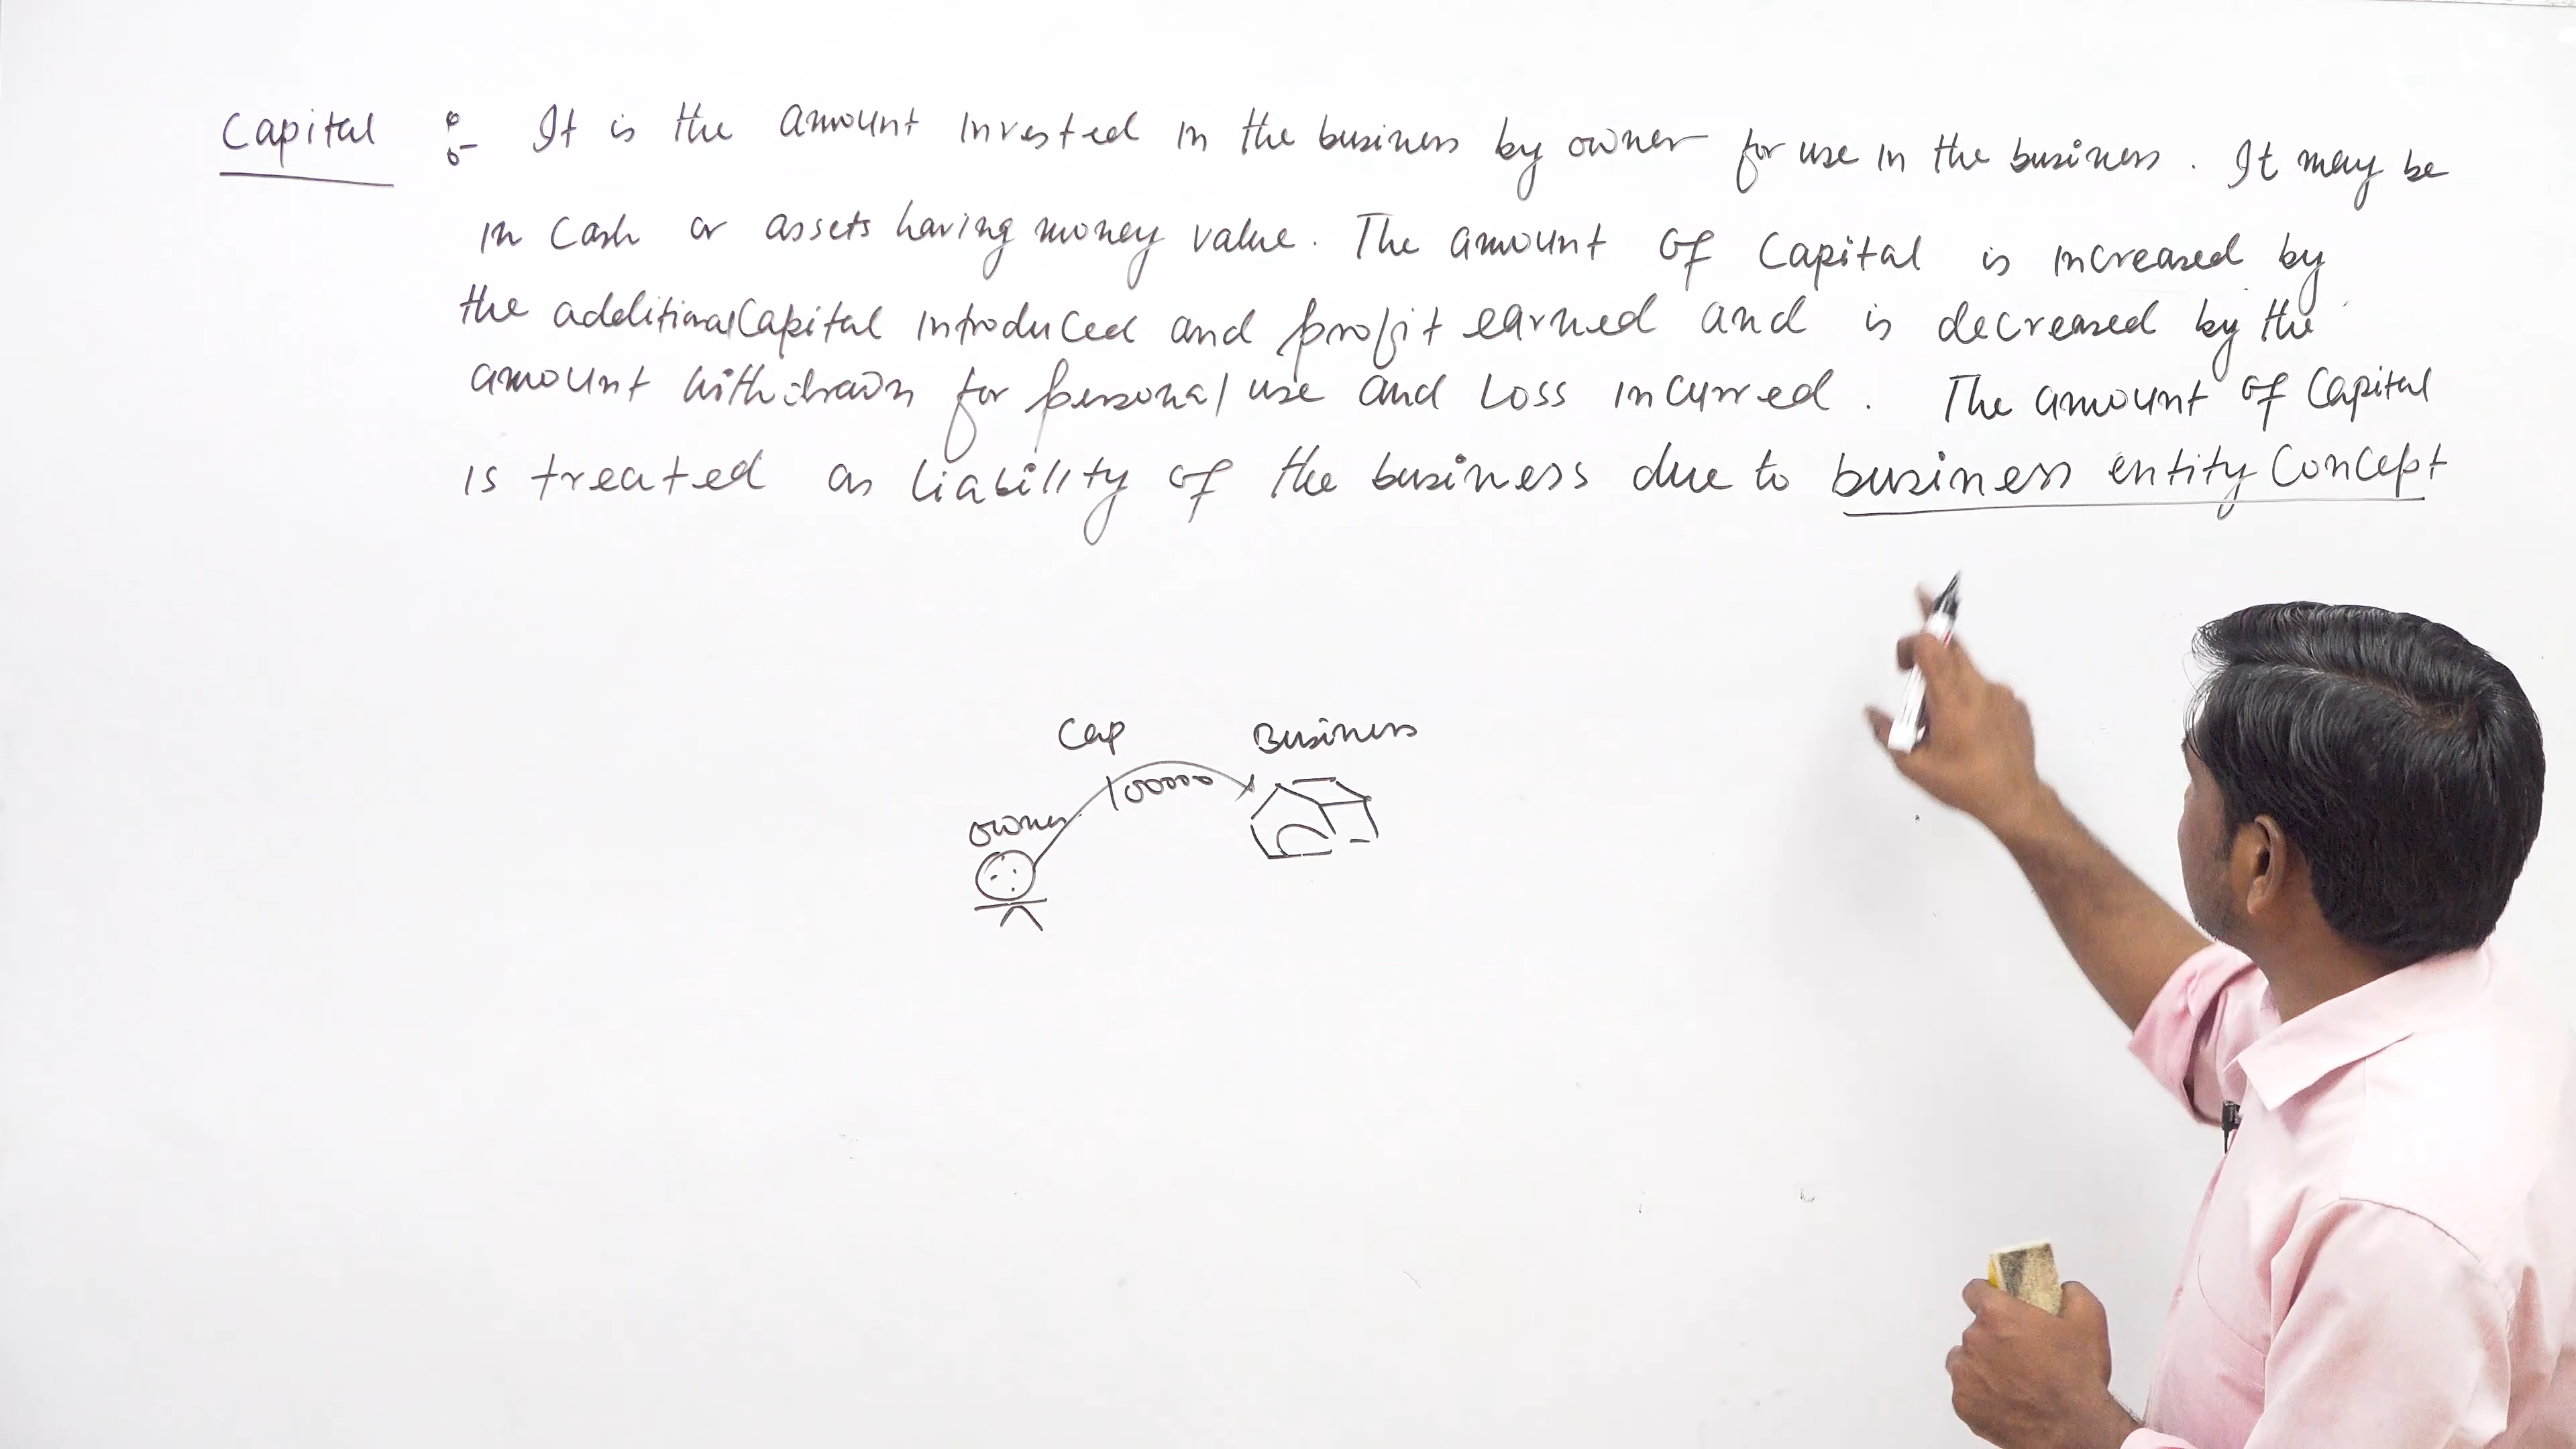 Capital :- It is the amount invested in the business by owner for use in the business. It may be
in Cash or assets having money value. The amount of Capital is increased by
the additional Capital introduced and profit earned and is decreased by the
amount withdrawn for personal use and Loss incurred. The amount of Capital
is treated as liability of the business due to business entity Concept
Cap Business
100000
owner